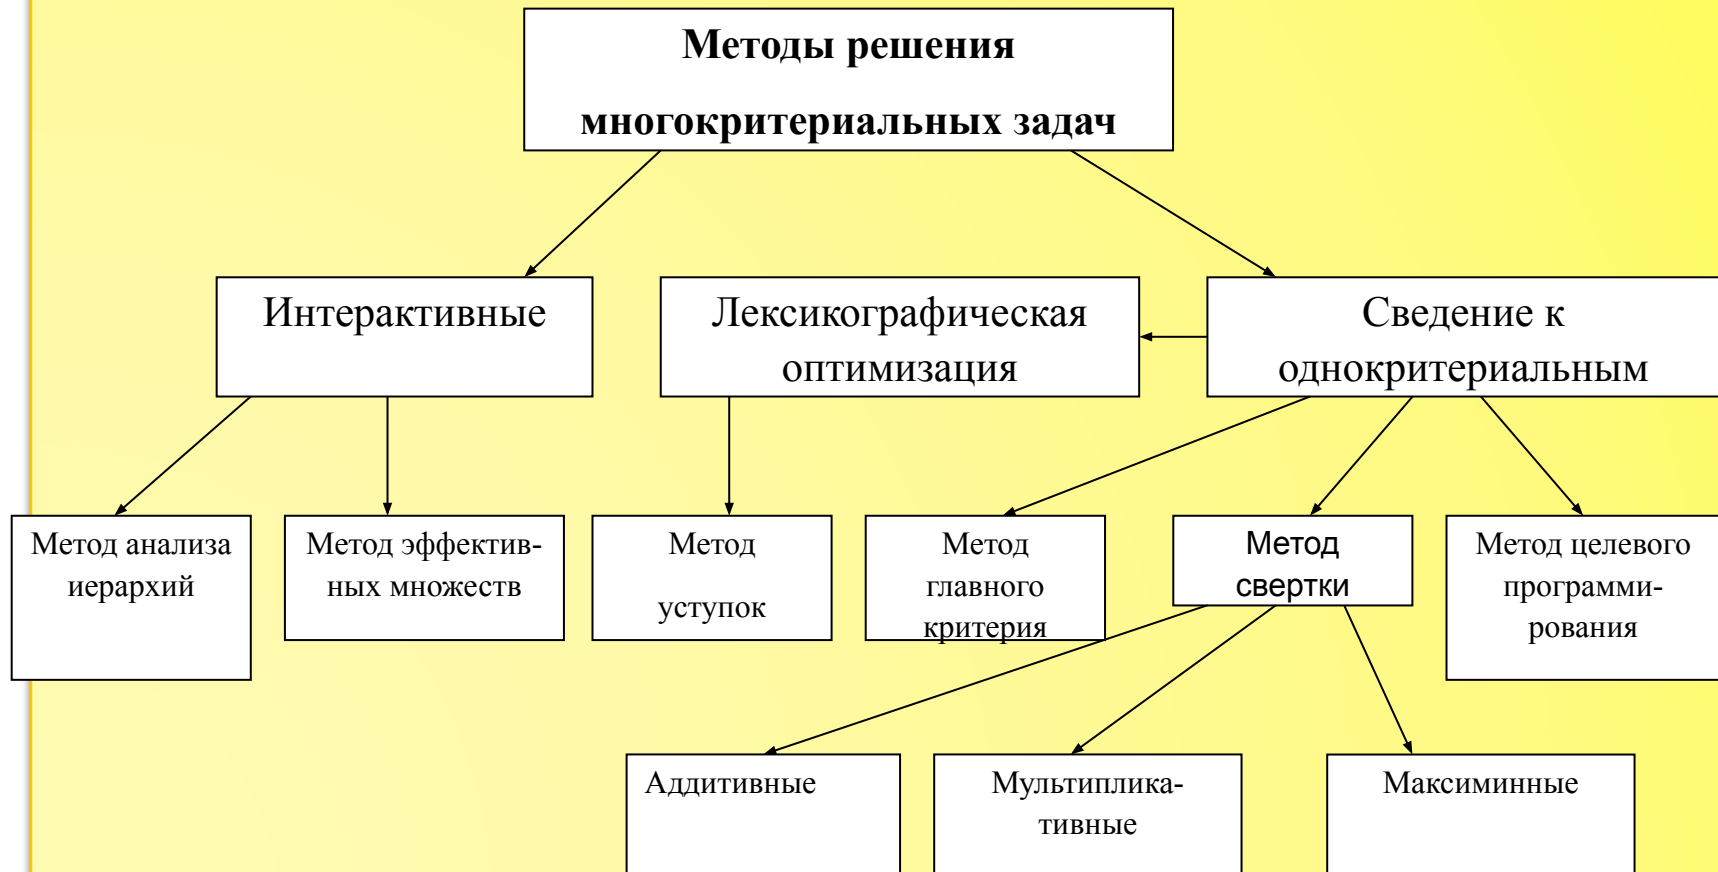 Методы решения
многокритериальных задач
Интерактивные
Лексикографическая
оптимизация
Сведение к
однокритериальным
Метод анализа
иерархий
Метод эффектив-
ных множеств
Метод
уступок
Метод
главного
критерия
Метод
свертки
Метод целевого
программи-
рования
Аддитивные
Мультиплика-
тивные
Максиминные